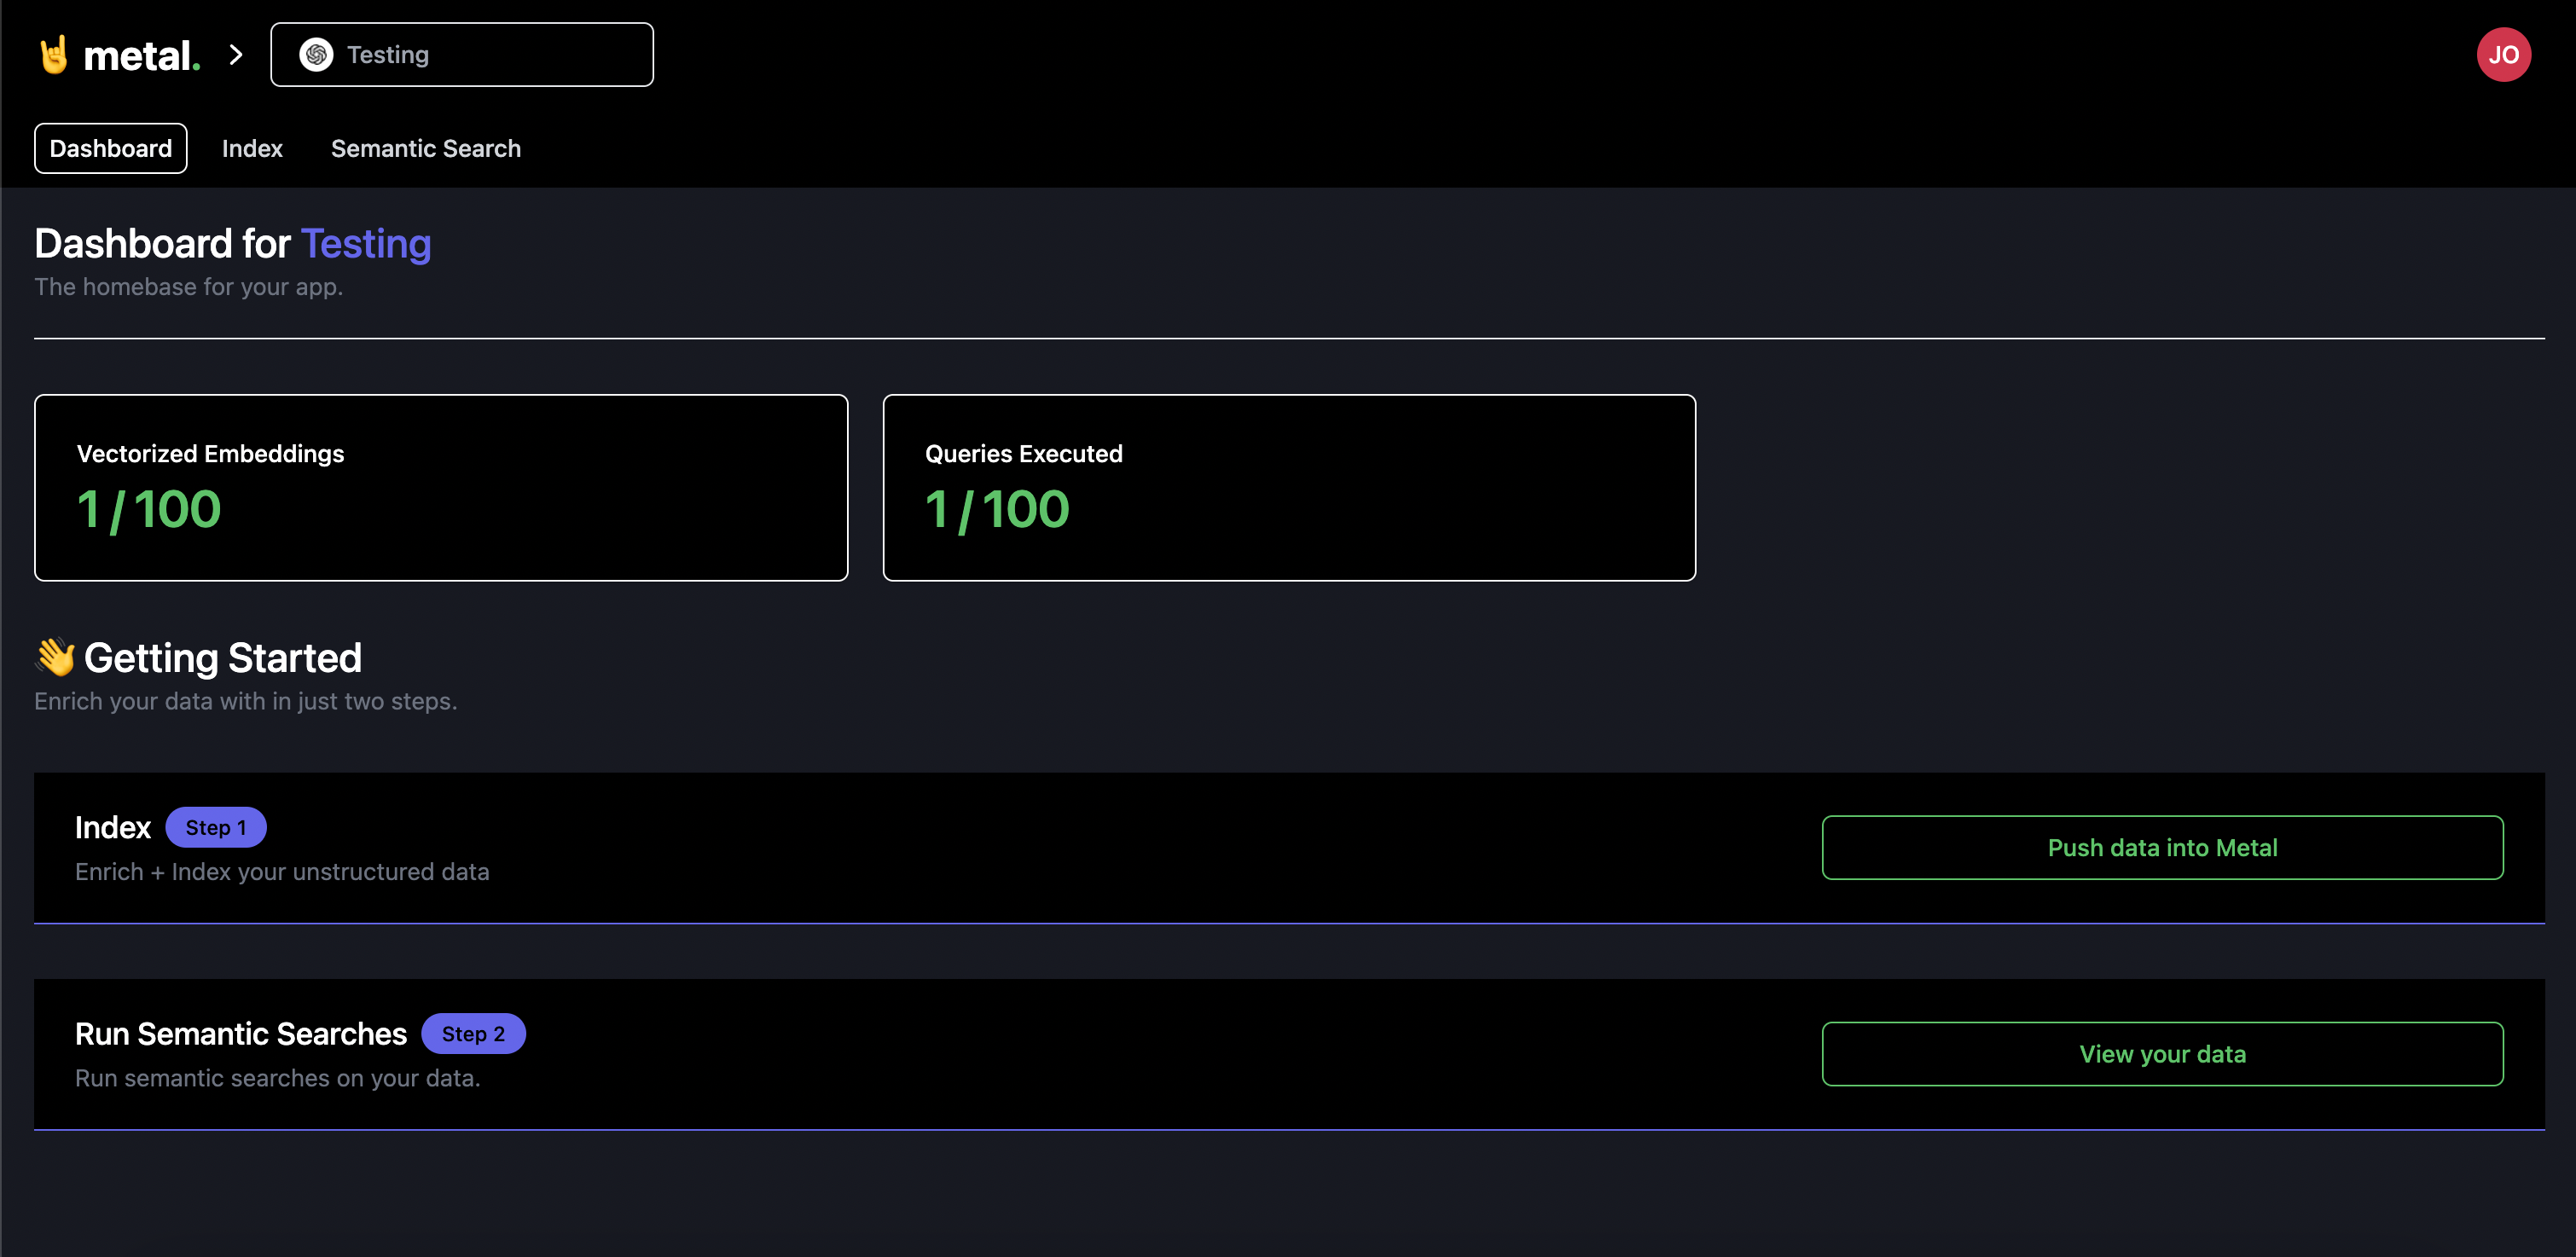 metal.
Testing
JO
Dashboard
Index
Semantic Search
Dashboard for Testing
The homebase for your app.
Vectorized Embeddings
1 / 100
Queries Executed
1 / 100
👋 Getting Started
Enrich your data with in just two steps.
Index Step 1
Enrich + Index your unstructured data
Push data into Metal
Run Semantic Searches Step 2
Run semantic searches on your data.
View your data